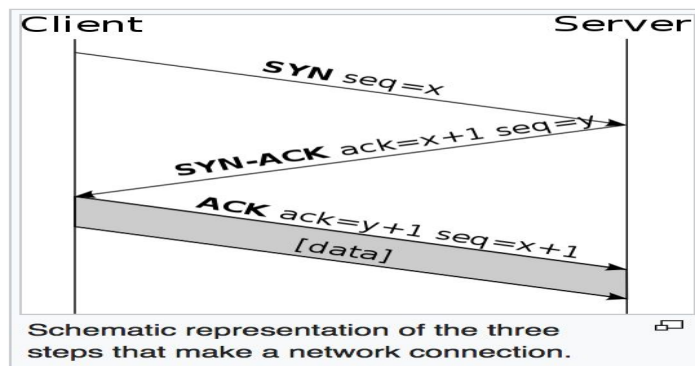 Client
Server
SYN seq=x
SYN-ACK ack=x+1 seq=y
ACK ack=y+1 seq=x+1
[data]
Schematic representation of the three
steps that make a network connection.